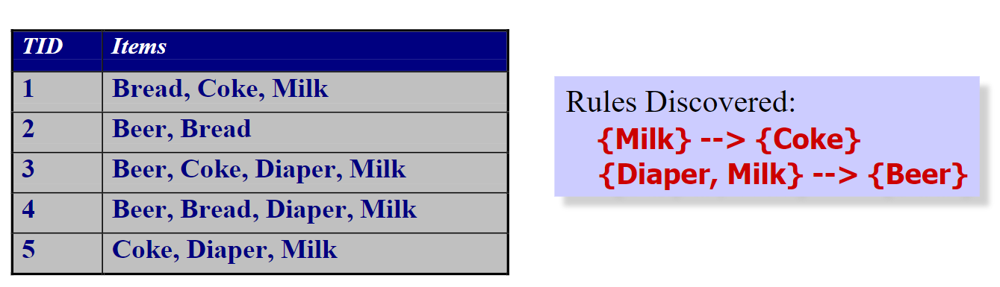 TID Items
1 Bread, Coke, Milk
2 Beer, Bread
3 Beer, Coke, Diaper, Milk
4 Beer, Bread, Diaper, Milk
5 Coke, Diaper, Milk
Rules Discovered:
{Milk} --> {Coke}
{Diaper, Milk} --> {Beer}